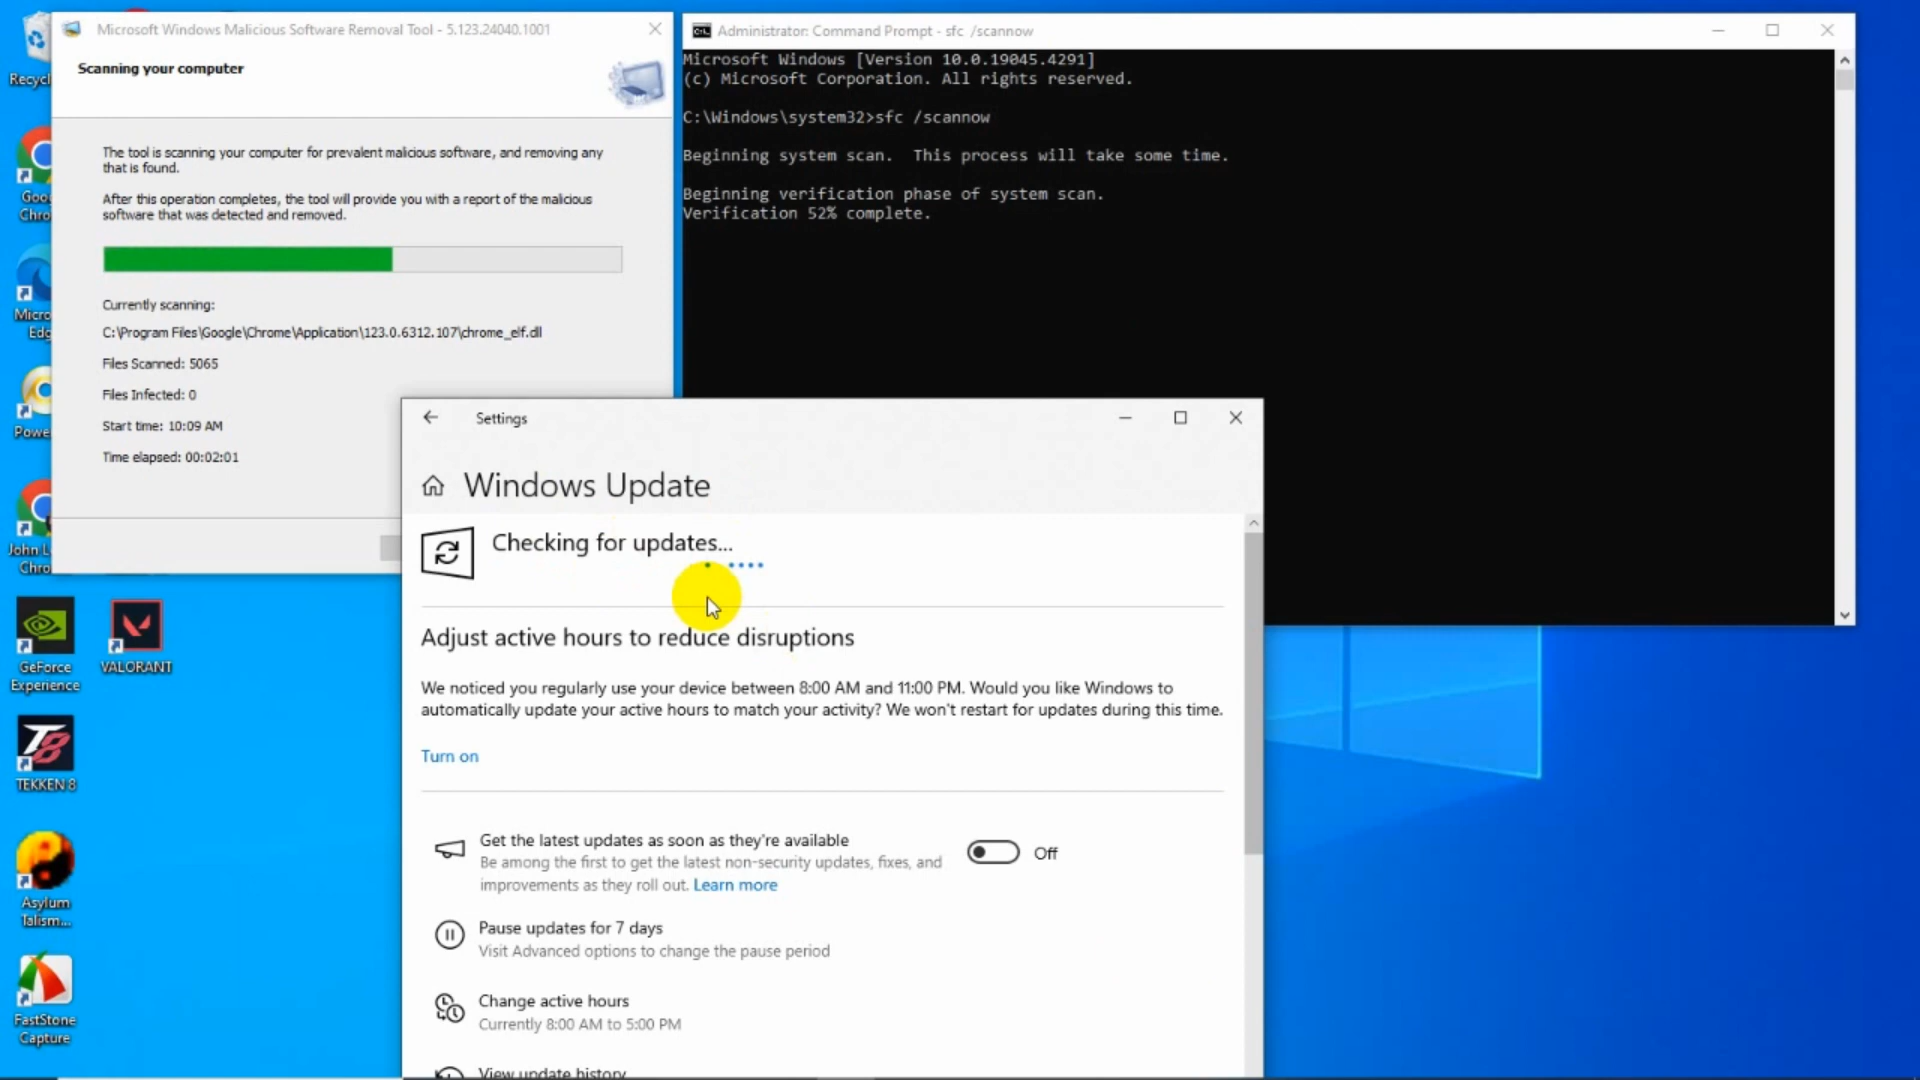 Microsoft Windows Malicious Software Removal Tool - 5.123.24040.1001
Scanning your computer
The tool is scanning your computer for prevalent malicious software, and removing any
that is found.
After this operation completes, the tool will provide you with a report of the malicious
software that was detected and removed.
Currently scanning:
C:\Program Files\Google\Chrome\Application\123.0.6312.107\chrome_elf.dll
Files Scanned: 5065
Files Infected: 0
Start time: 10:09 AM
Time elapsed: 00:02:01
Administrator: Command Prompt - sfc /scannow
Microsoft Windows [Version 10.0.19045.4291]
(c) Microsoft Corporation. All rights reserved.
C:\Windows\system32>sfc /scannow
Beginning system scan.  This process will take some time.
Beginning verification phase of system scan.
Verification 52% complete.
Settings
Windows Update
Checking for updates...
Adjust active hours to reduce disruptions
We noticed you regularly use your device between 8:00 AM and 11:00 PM. Would you like Windows to
automatically update your active hours to match your activity? We won't restart for updates during this time.
Turn on
Get the latest updates as soon as they're available
Be among the first to get the latest non-security updates, fixes, and
improvements as they roll out. Learn more
Off
Pause updates for 7 days
Visit Advanced options to change the pause period
Change active hours
Currently 8:00 AM to 5:00 PM
View update history
Recycl
Goo
Chro
Micro
Edg
Powe
John L
Chro
GeForce
Experience
VALORANT
TEKKEN 8
Asylum
Talism...
FastStone
Capture